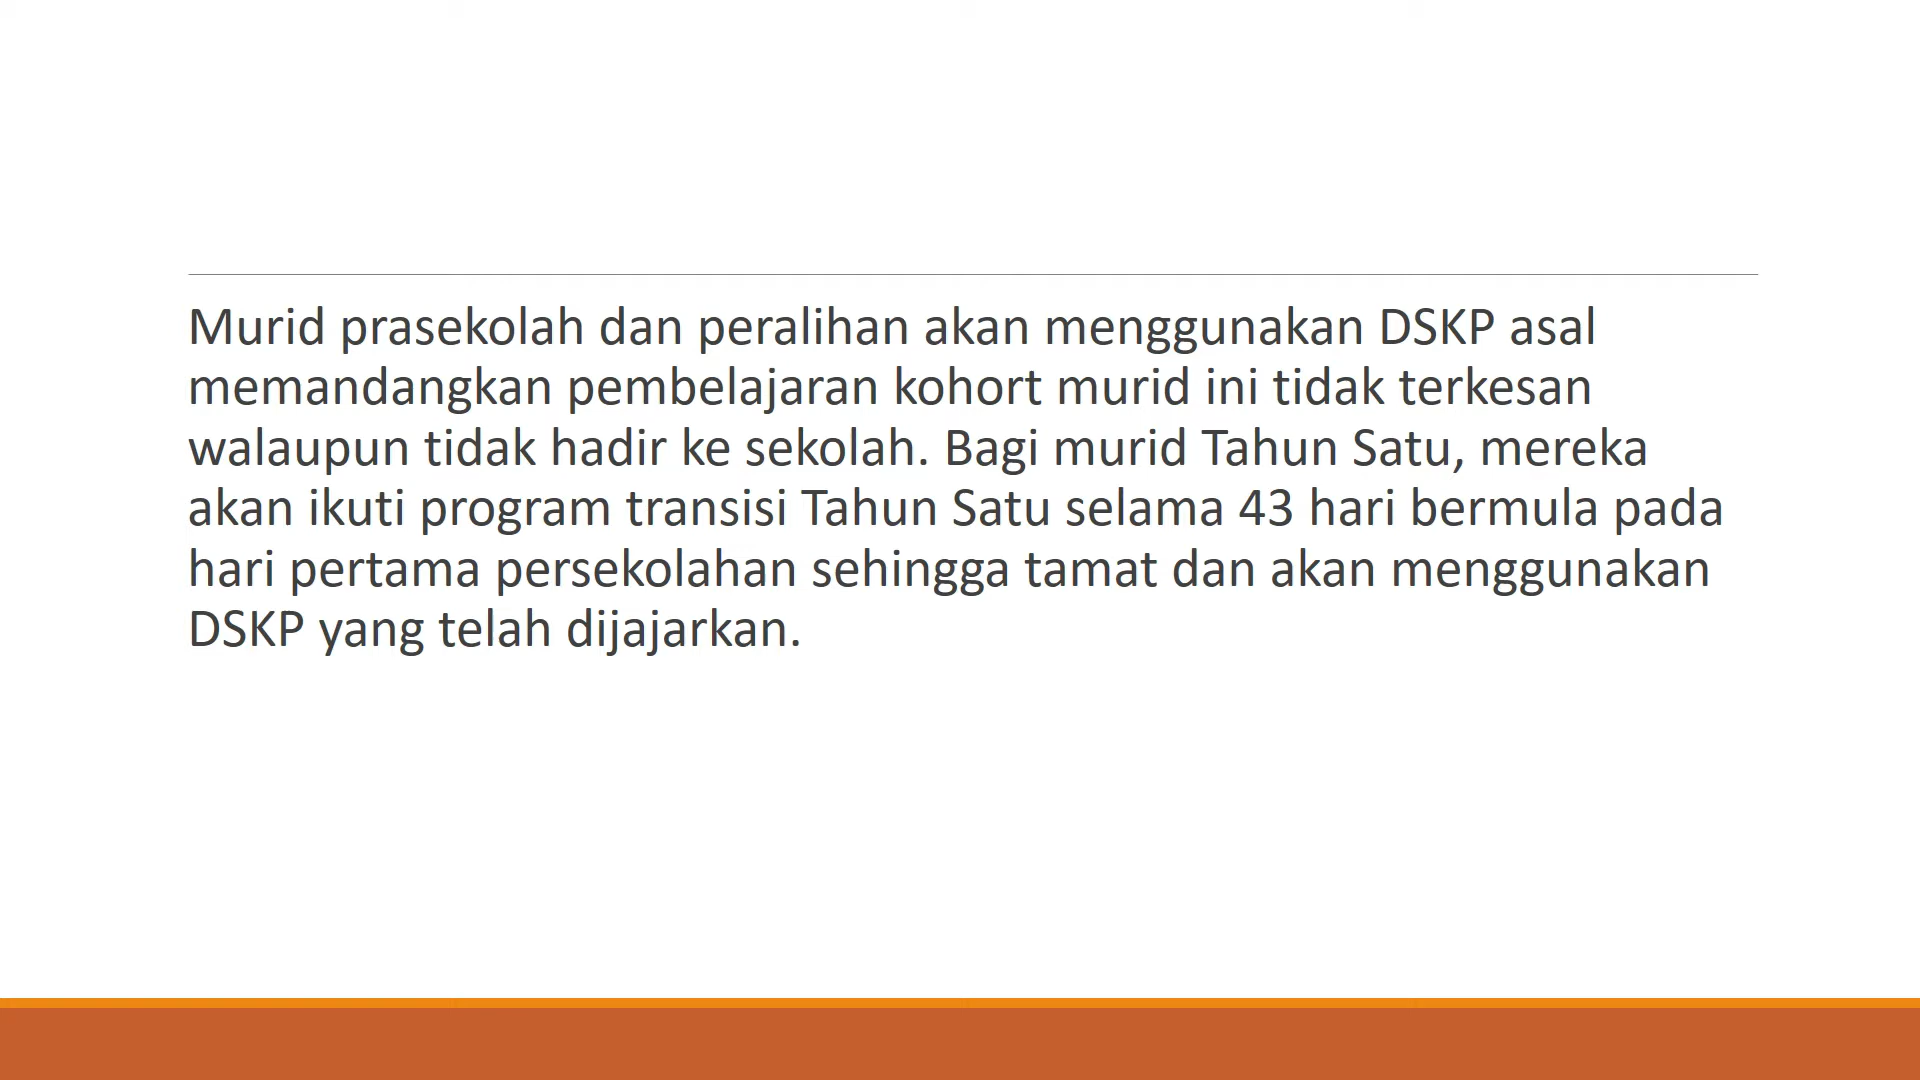 Murid prasekolah dan peralihan akan menggunakan DSKP asal
memandangkan pembelajaran kohort murid ini tidak terkesan
walaupun tidak hadir ke sekolah. Bagi murid Tahun Satu, mereka
akan ikuti program transisi Tahun Satu selama 43 hari bermula pada
hari pertama persekolahan sehingga tamat dan akan menggunakan
DSKP yang telah dijajarkan.